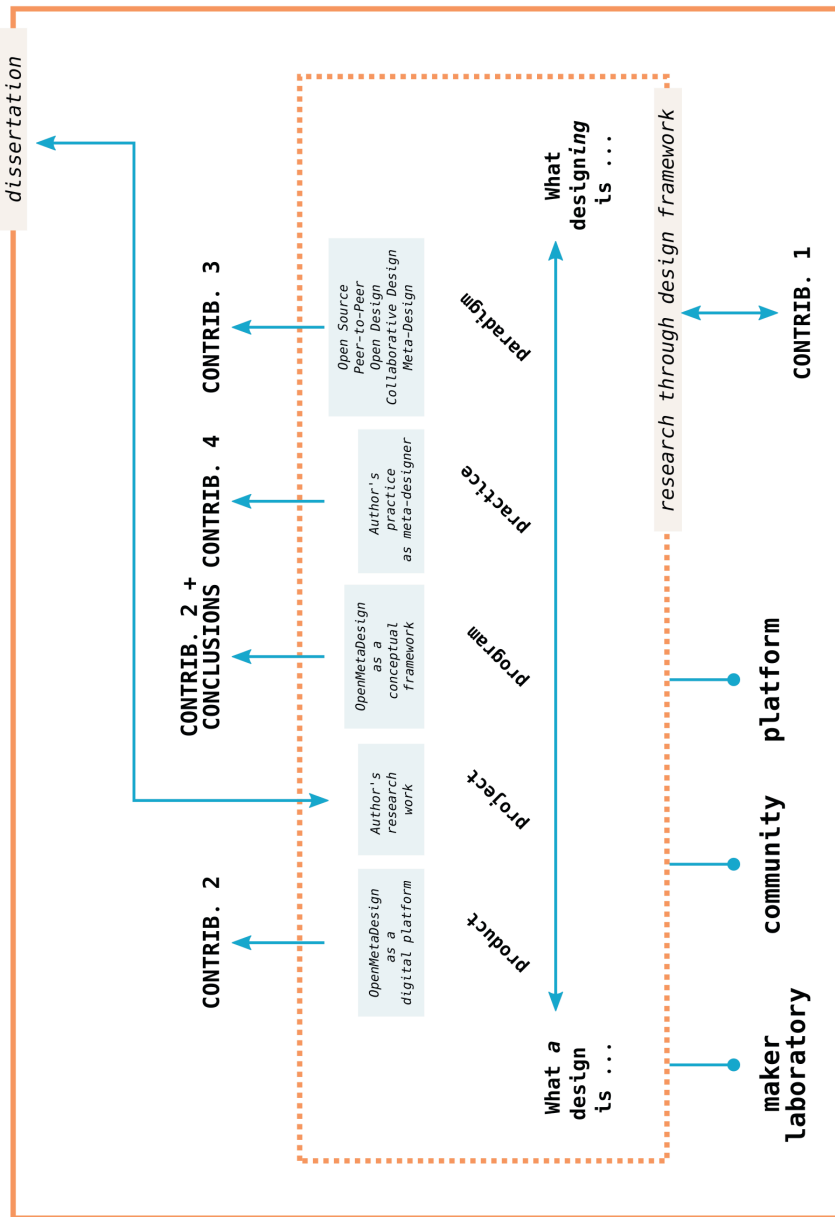 dissertation
CONTRIB. 2
CONTRIB. 2 +
CONCLUSIONS
CONTRIB. 4
CONTRIB. 3
OpenMetaDesign
as a
digital platform
Author's
research
work
OpenMetaDesign
as a
conceptual
framework
Author's
practice
as meta-designer
Open Source
Peer-to-Peer
Open Design
Collaborative Design
Meta-Design
product
project
program
practice
paradigm
What a
design
is ...
What
designing
is ...
research through design framework
maker
laboratory
community
platform
CONTRIB. 1